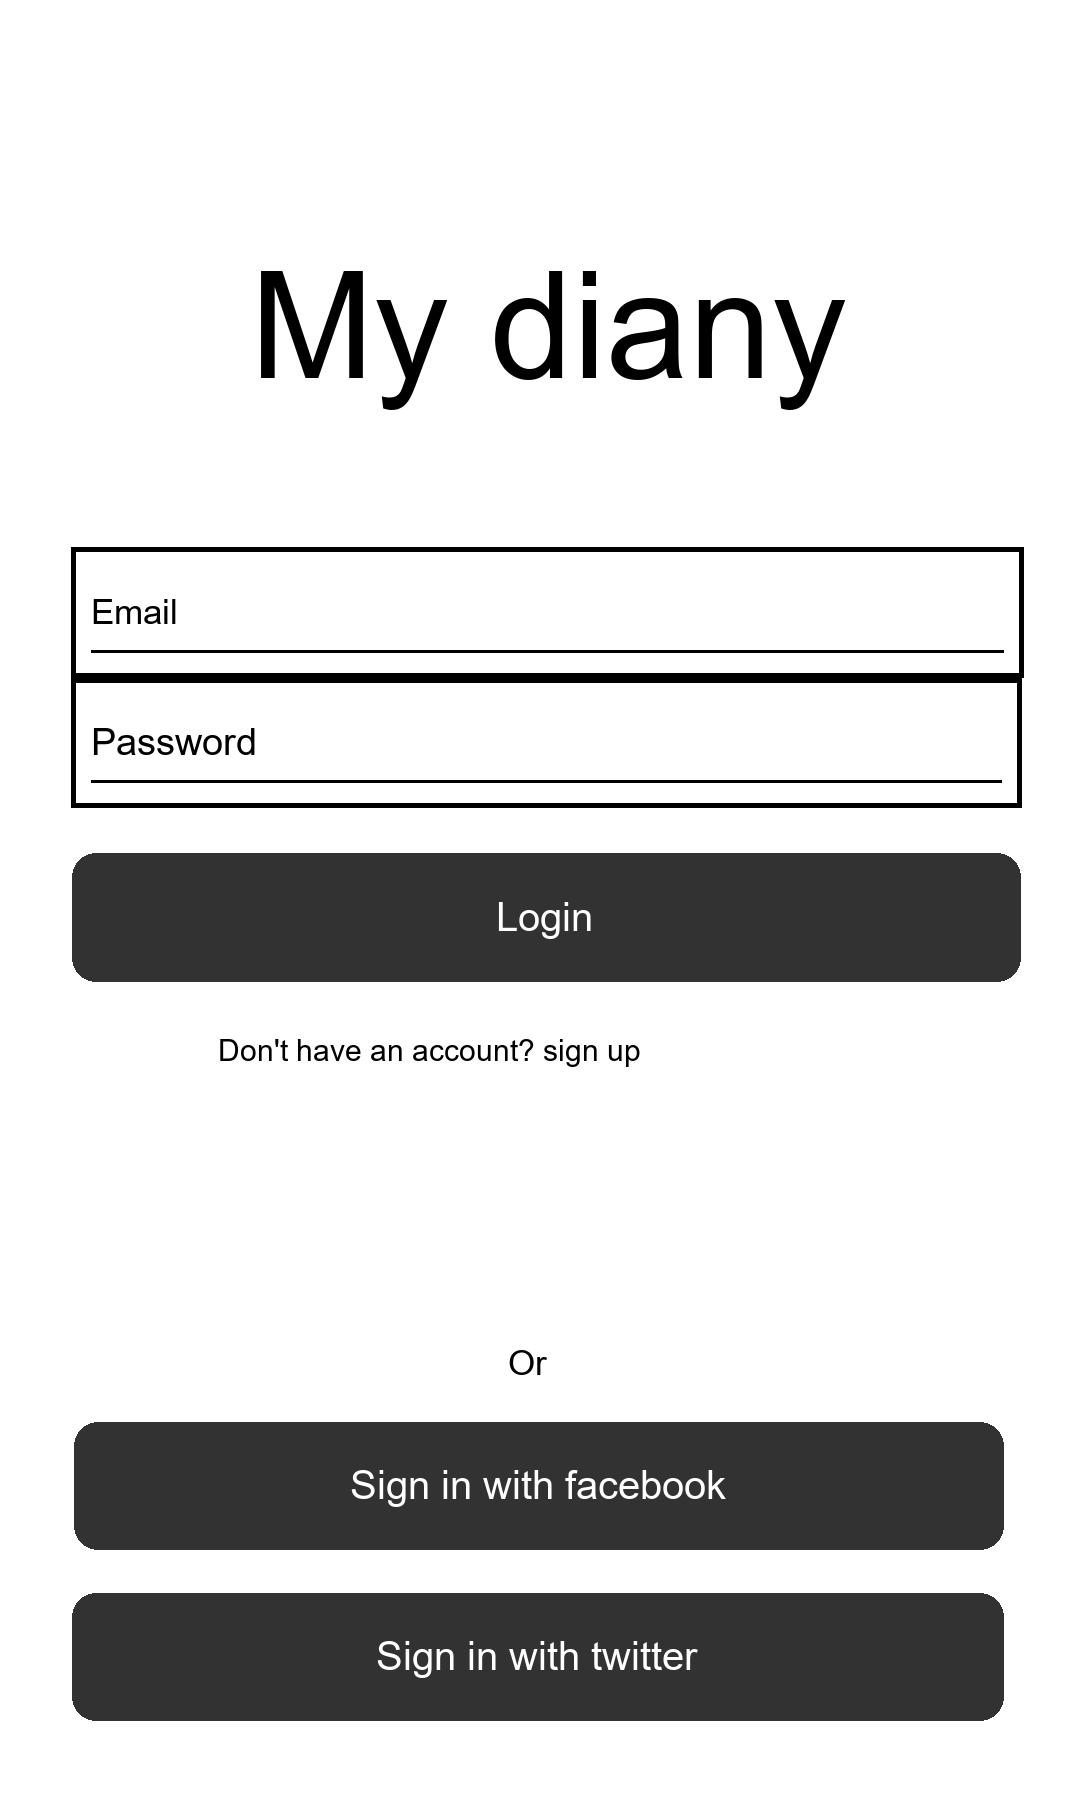 My diany
Email
Password
Login
Don't have an account? sign up
Or
Sign in with facebook
Sign in with twitter